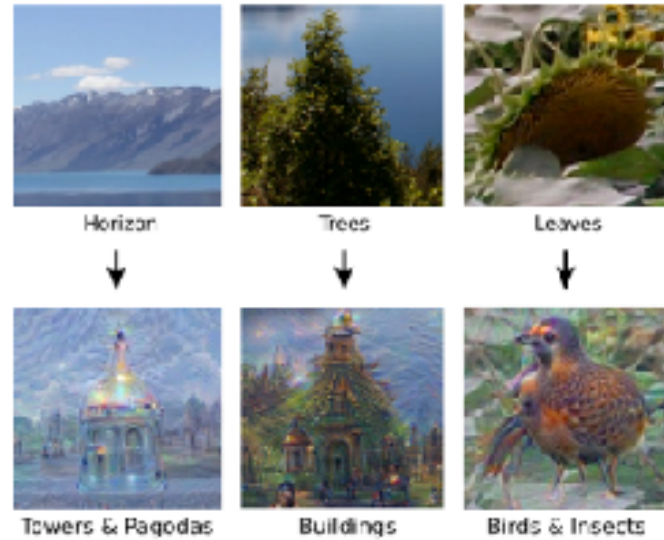 Horizon
Trees
Leaves
Towers & Pagodas
Buildings
Birds & Insects